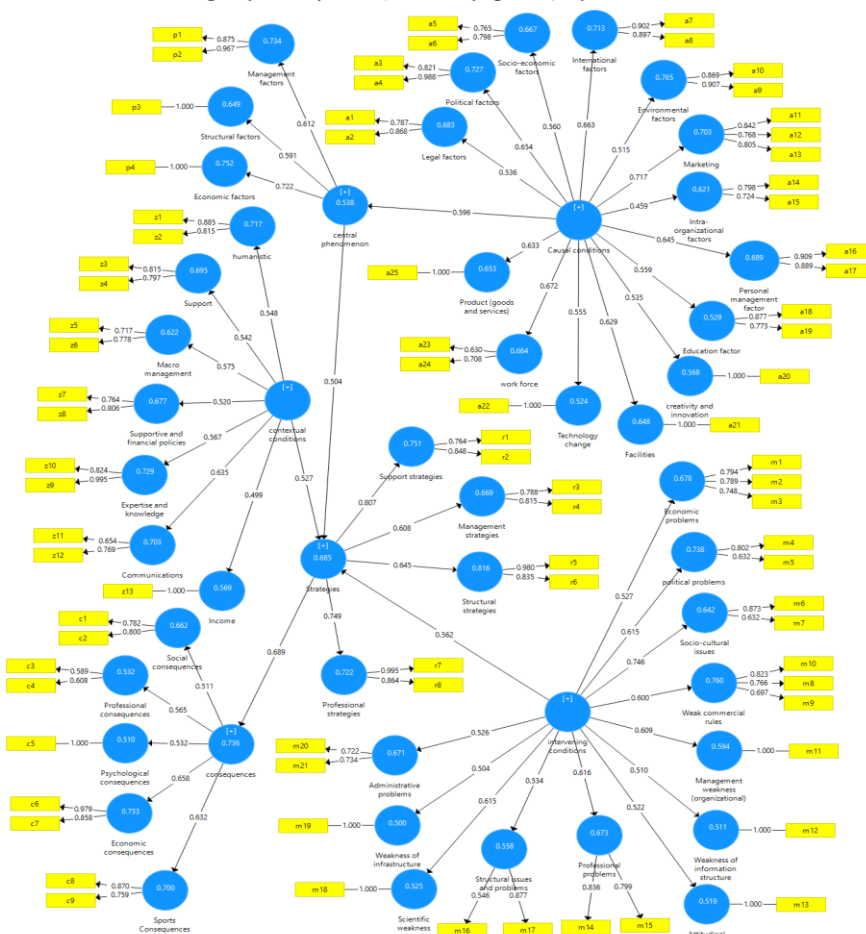 p1
p2
0.875
0.967
0.734
Management
factors
p3
1.000
0.649
Structural factors
p4
1.000
0.752
Economic factors
0.612
0.591
0.722
[+]
0.538
central
phenomenon
0.596
a5
a6
0.765
0.798
0.667
Socio-economic
factors
a3
a4
0.821
0.988
0.727
Political factors
a1
a2
0.787
0.868
0.683
Legal factors
0.713
International
factors
0.902
0.897
a7
a8
0.765
Environmental
factors
0.869
0.907
a10
a9
0.703
Marketing
0.842
0.768
0.805
a11
a12
a13
0.621
Intra-
organizational
factors
0.798
0.724
a14
a15
0.689
Personal
management
factor
0.909
0.889
a16
a17
0.529
Education factor
0.877
0.773
a18
a19
0.568
creativity and
innovation
1.000
a20
0.648
Facilities
1.000
a21
0.560
0.663
0.654
0.515
0.536
0.717
0.459
0.645
0.559
0.535
0.629
0.555
0.672
0.633
[+]
Causal conditions
a25
1.000
0.653
Product (goods
and services)
a23
a24
0.630
0.708
0.664
work force
a22
1.000
0.524
Technology
change
z1
z2
0.885
0.815
0.717
humanistic
z3
z4
0.815
0.797
0.695
Support
z5
z6
0.717
0.778
0.622
Macro
management
z7
z8
0.764
0.806
0.677
Supportive and
financial policies
z10
z9
0.824
0.995
0.729
Expertise and
knowledge
z11
z12
0.654
0.769
0.703
Communications
z13
1.000
0.569
Income
0.548
0.542
0.575
0.520
0.567
0.635
0.499
[+]
contextual
conditions
0.504
0.527
0.751
Support strategies
0.764
0.848
r1
r2
0.669
Management
strategies
0.788
0.815
r3
r4
0.816
Structural
strategies
0.980
0.835
r5
r6
0.722
Professional
strategies
0.995
0.864
r7
r8
0.807
0.608
0.645
0.749
[+]
0.685
Strategies
0.689
0.562
c1
c2
0.782
0.800
0.662
Social
consequences
c3
c4
0.589
0.608
0.532
Professional
consequences
c5
1.000
0.510
Psychological
consequences
c6
c7
0.979
0.858
0.733
Economic
consequences
c8
c9
0.870
0.759
0.700
Sports
Consequences
0.511
0.565
0.532
0.658
0.632
[+]
0.736
consequences
0.678
Economic
problems
0.794
0.789
0.748
m1
m2
m3
0.738
political problems
0.802
0.632
m4
m5
0.642
Socio-cultural
issues
0.873
0.632
m6
m7
0.760
Weak commercial
rules
0.823
0.766
0.697
m10
m8
m9
0.594
Management
weakness
(organizational)
1.000
m11
0.511
Weakness of
information
structure
1.000
m12
0.519
1.000
m13
0.527
0.615
0.746
0.600
0.609
0.510
0.522
0.616
0.534
0.615
0.504
0.526
[+]
intervening
conditions
m20
m21
0.722
0.734
0.671
Administrative
problems
m19
1.000
0.500
Weakness of
infrastructure
m18
1.000
0.525
Scientific
weakness
0.558
Structural issues
and problems
0.546
0.877
m16
m17
0.673
Professional
problems
0.836
0.799
m14
m15